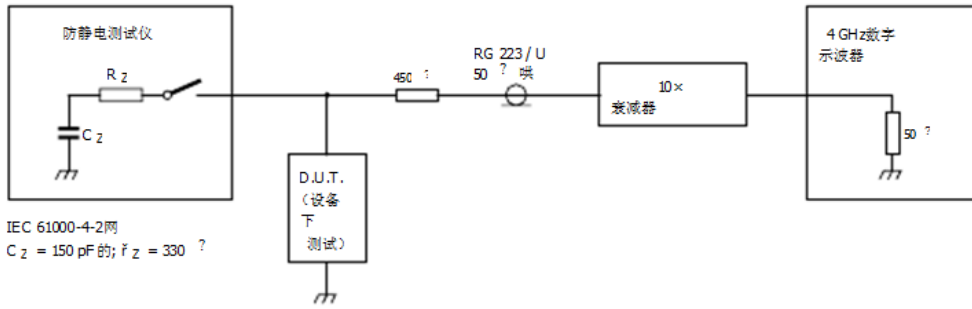 防静电测试仪
R Z
C Z
IEC 61000-4-2网
C Z = 150 pF 的; ř Z = 330 ?
D.U.T.
（设备
下
测试）
450 ?
RG 223 / U
50 ? 哄
10×
衰减器
4 GHz数字
示波器
50 ?